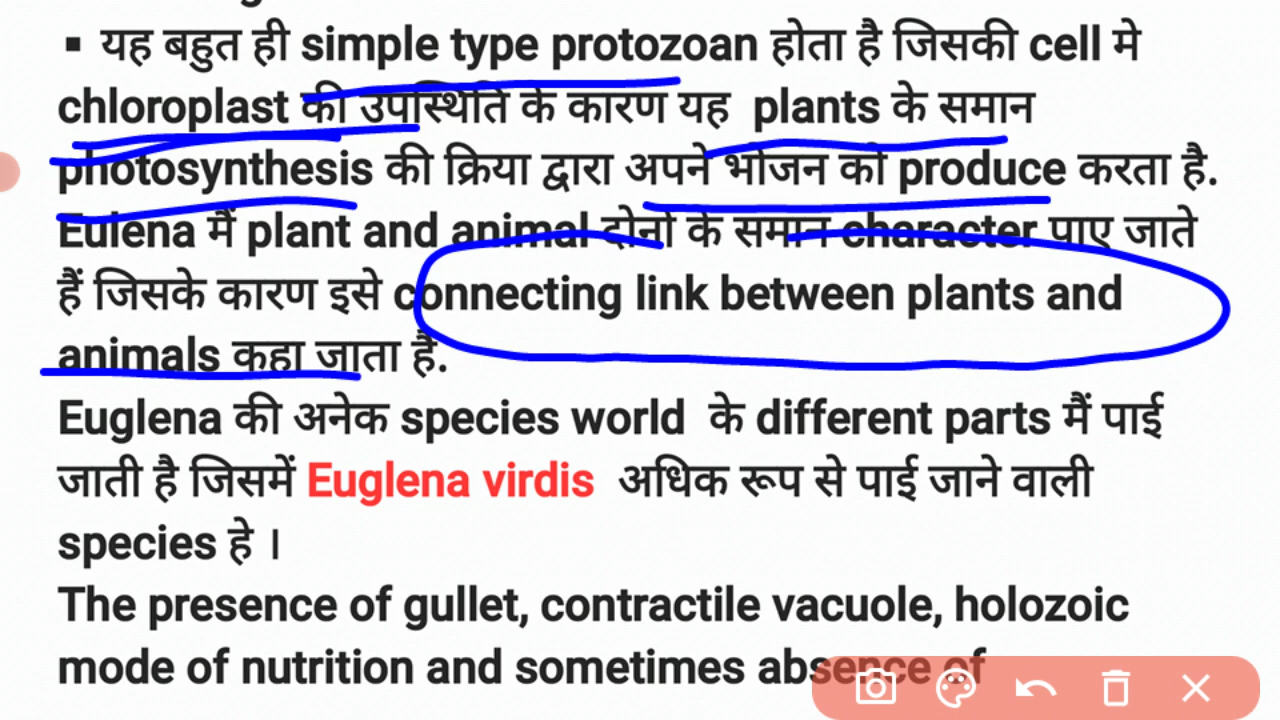 ▪ यह बहुत ही simple type protozoan होता है जिसकी cell मे
chloroplast की उपस्थिति के कारण यह plants के समान
photosynthesis की क्रिया द्वारा अपने भोजन को produce करता है.
Eulena मैं plant and animal दोनों के समान character पाए जाते
हैं जिसके कारण इसे connecting link between plants and
animals कहा जाता है.
Euglena की अनेक species world के different parts मैं पाई
जाती है जिसमें Euglena virdis अधिक रूप से पाई जाने वाली
species हे ।
The presence of gullet, contractile vacuole, holozoic
mode of nutrition and sometimes absence of